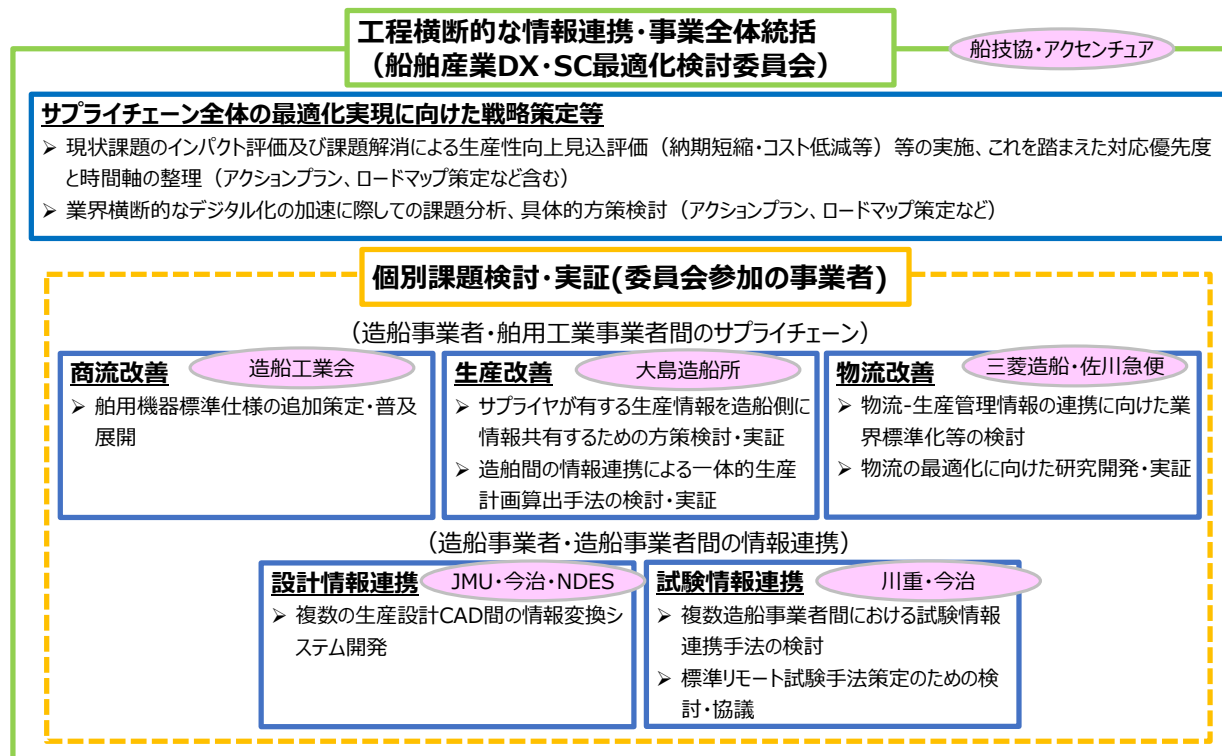 工程横断的な情報連携・事業全体統括
（船舶産業DX・SC最適化検討委員会）
船技協・アクセンチュア
サプライチェーン全体の最適化実現に向けた戦略策定等
➢ 現状課題のインパクト評価及び課題解消による生産性向上見込評価（納期短縮・コスト低減等）等の実施、これを踏まえた対応優先度
と時間軸の整理（アクションプラン、ロードマップ策定など含む）
➢ 業界横断的なデジタル化の加速に際しての課題分析、具体的方策検討（アクションプラン、ロードマップ策定など）
個別課題検討・実証(委員会参加の事業者)
（造船事業者・舶用工業事業者間のサプライチェーン）
商流改善
造船工業会
➢ 舶用機器標準仕様の追加策定・普及
展開
生産改善
大島造船所
➢ サプライヤが有する生産情報を造船側に
情報共有するための方策検討・実証
➢ 造舶間の情報連携による一体的生産
計画算出手法の検討・実証
物流改善
三菱造船・佐川急便
➢ 物流-生産管理情報の連携に向けた業
界標準化等の検討
➢ 物流の最適化に向けた研究開発・実証
（造船事業者・造船事業者間の情報連携）
設計情報連携
JMU・今治・NDES
➢ 複数の生産設計CAD間の情報変換シ
ステム開発
試験情報連携
川重・今治
➢ 複数造船事業者間における試験情報
連携手法の検討
➢ 標準リモート試験手法策定のための検
討・協議